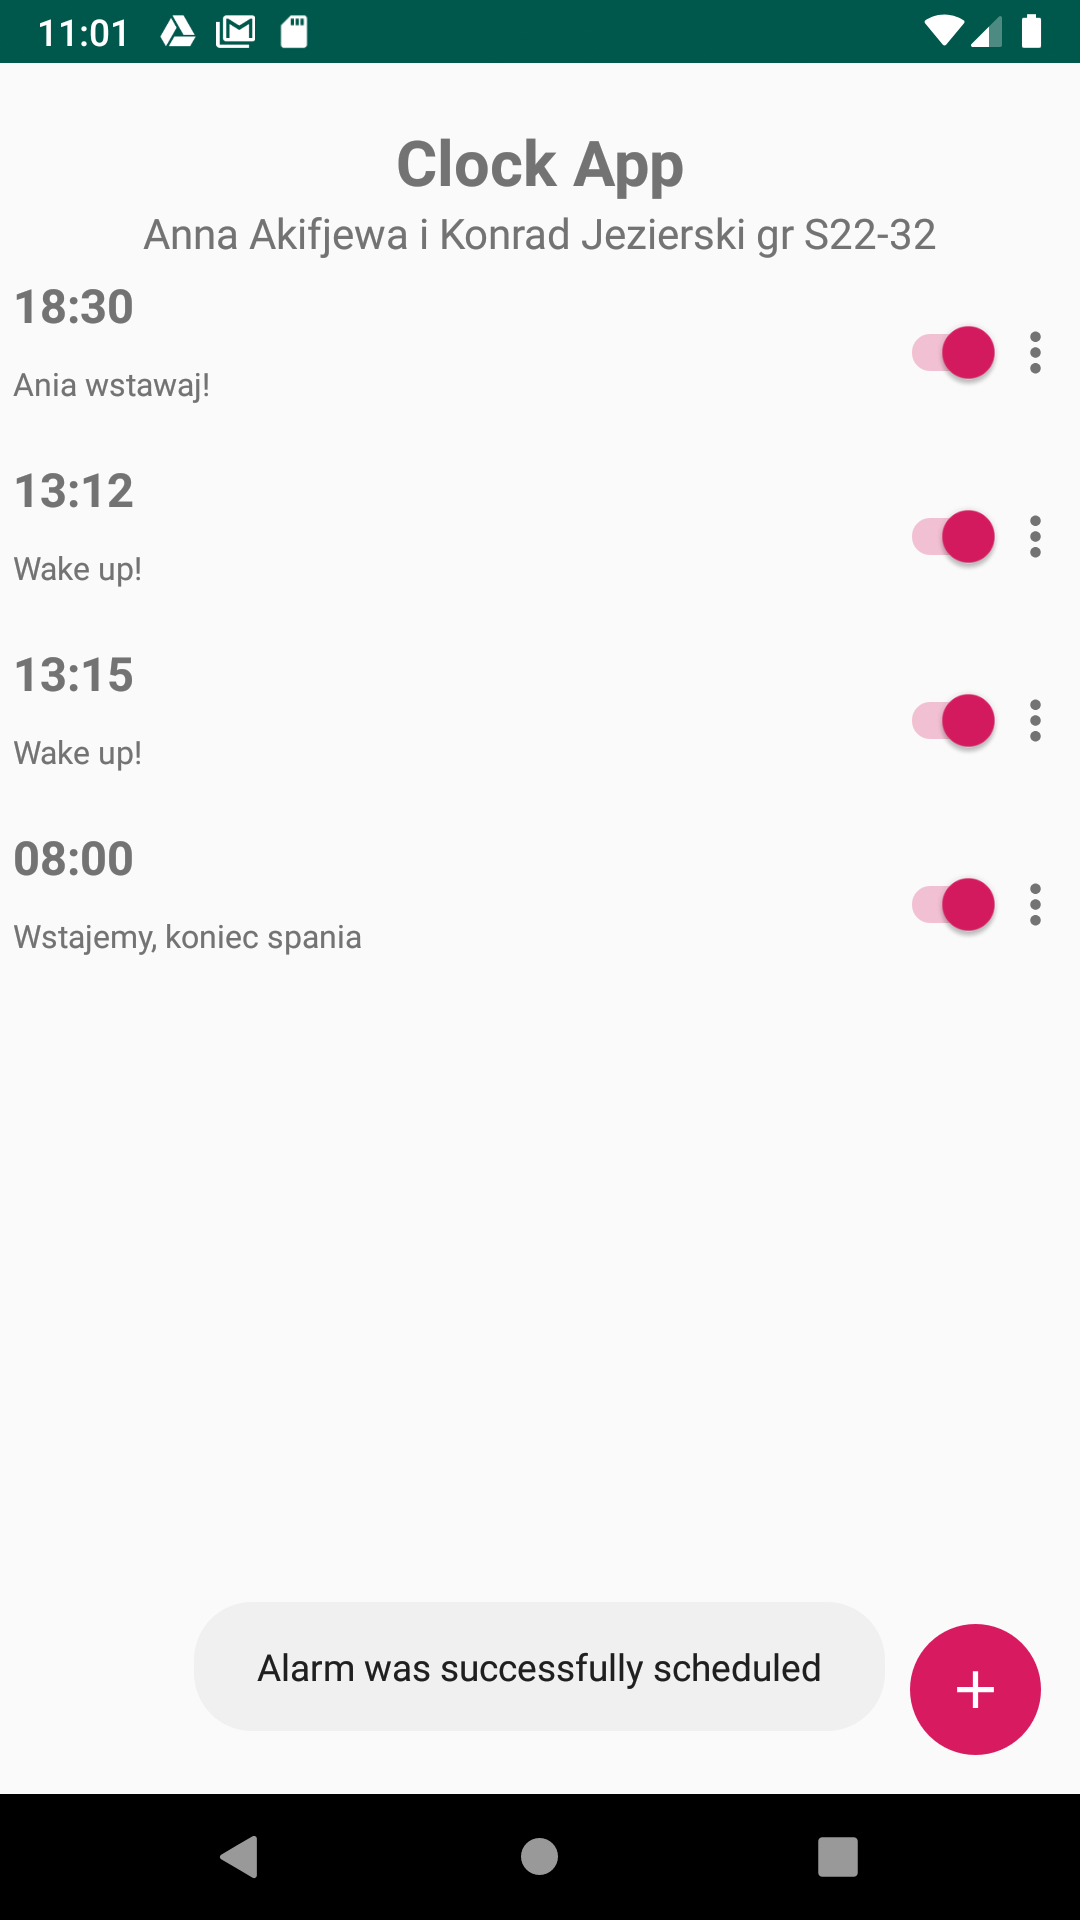 11:01
Clock App
Anna Akifjewa i Konrad Jezierski gr S22-32
18:30
Ania wstawaj!
13:12
Wake up!
13:15
Wake up!
08:00
Wstajemy, koniec spania
Alarm was successfully scheduled